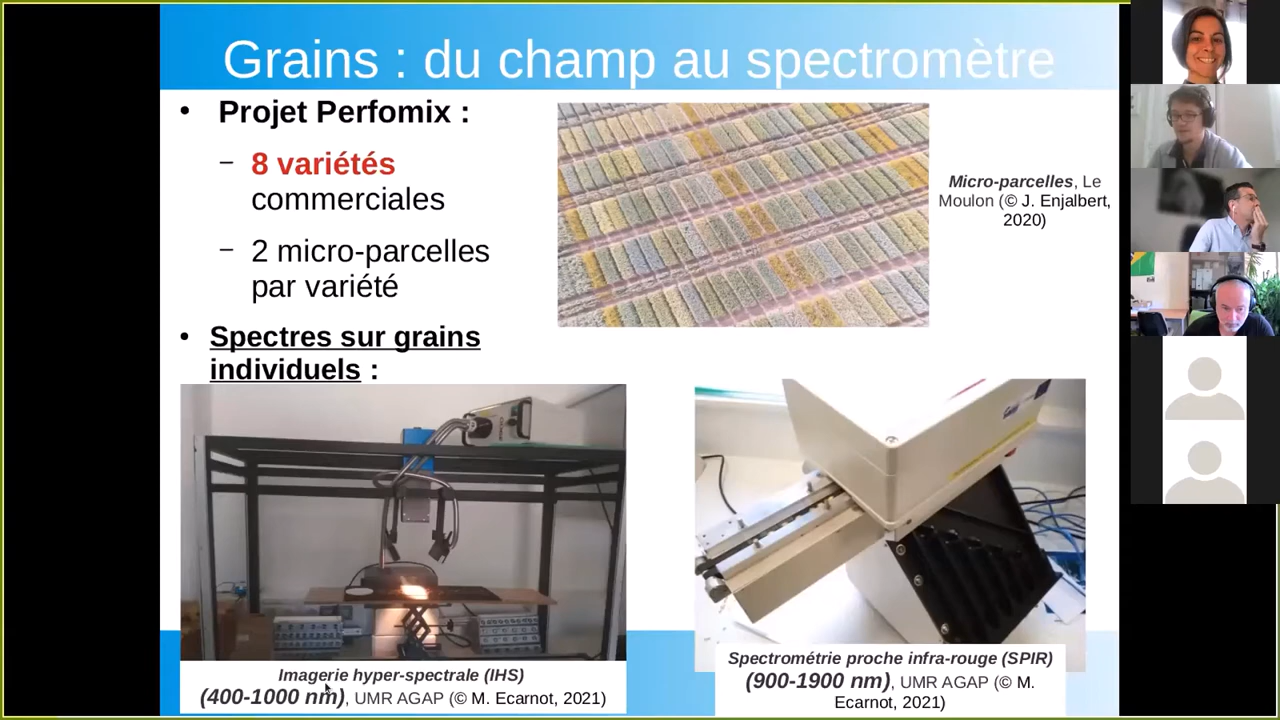 Grains : du champ au spectromètre
• Projet Perfomix :
– 8 variétés
commerciales
– 2 micro-parcelles
par variété
• Spectres sur grains
individuels :
Micro-parcelles, Le
Moulon (© J. Enjalbert,
2020)
Imagerie hyper-spectrale (IHS)
(400-1000 nm), UMR AGAP (© M. Ecarnot, 2021)
Spectrométrie proche infra-rouge (SPIR)
(900-1900 nm), UMR AGAP (© M.
Ecarnot, 2021)